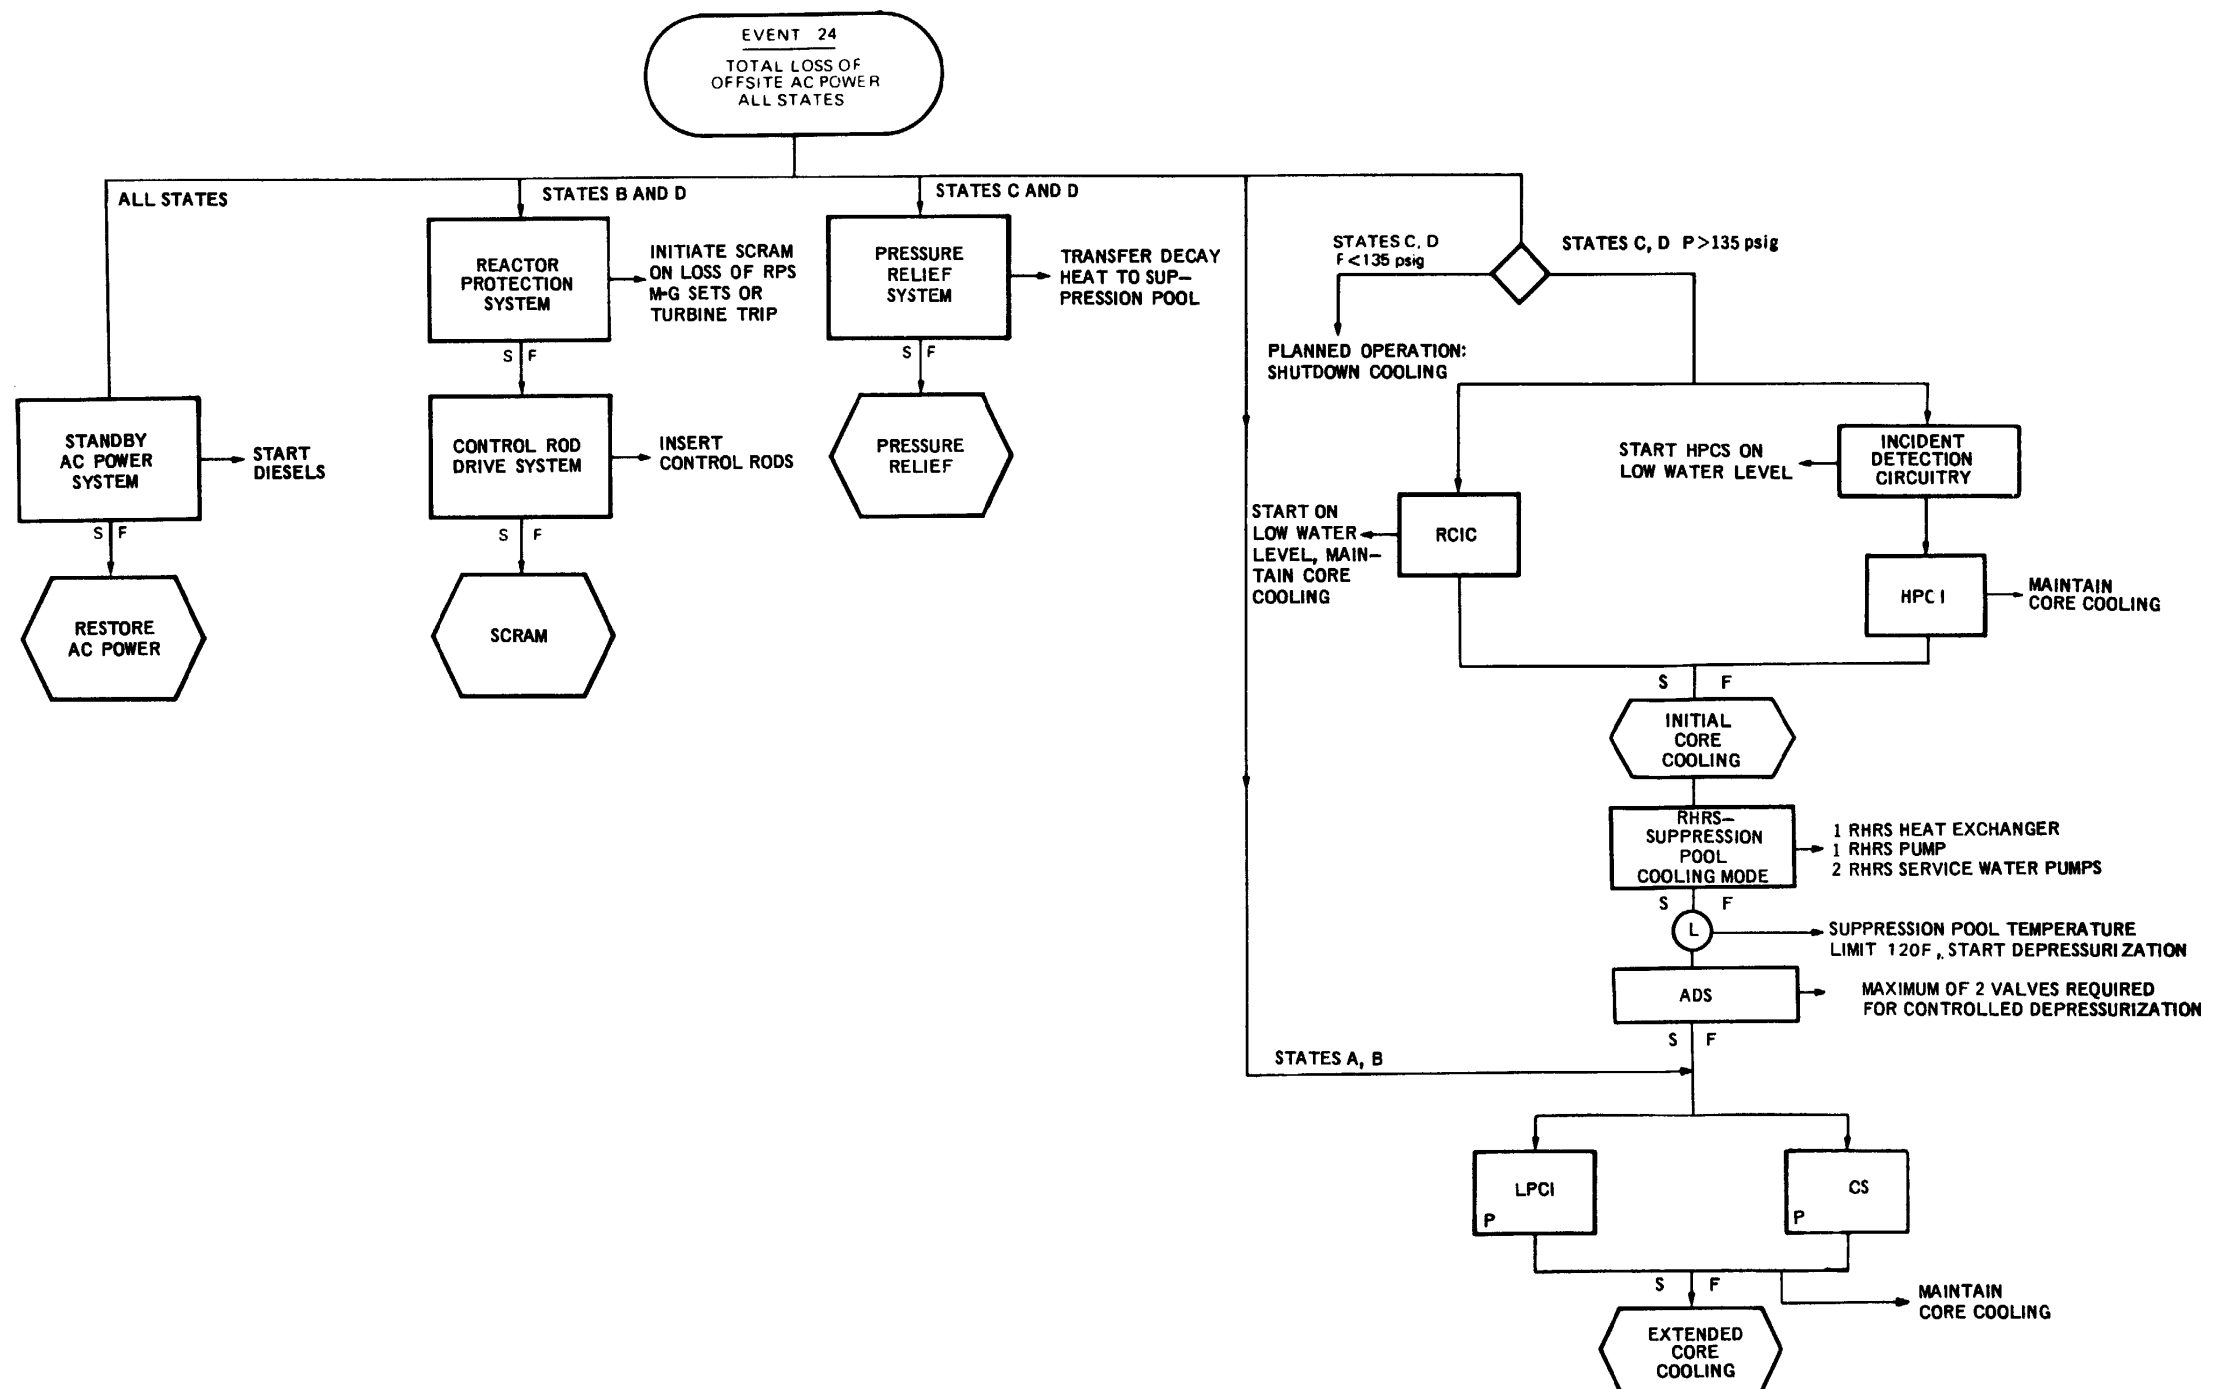 EVENT 24
TOTAL LOSS OF
OFFSITE AC POWER
ALL STATES
ALL STATES
STANDBY
AC POWER
SYSTEM
START
DIESELS
S F
RESTORE
AC POWER
STATES B AND D
REACTOR
PROTECTION
SYSTEM
INITIATE SCRAM
ON LOSS OF RPS
M-G SETS OR
TURBINE TRIP
S F
CONTROL ROD
DRIVE SYSTEM
INSERT
CONTROL RODS
S F
SCRAM
STATES C AND D
PRESSURE
RELIEF
SYSTEM
TRANSFER DECAY
HEAT TO SUP-
PRESSION POOL
S F
PRESSURE
RELIEF
STATES C, D
F<135 psig
STATES C, D P>135 psig
PLANNED OPERATION:
SHUTDOWN COOLING
START ON
LOW WATER
LEVEL, MAIN-
TAIN CORE
COOLING
RCIC
START HPCS ON
LOW WATER LEVEL
INCIDENT
DETECTION
CIRCUITRY
HPCI
MAINTAIN
CORE COOLING
S F
INITIAL
CORE
COOLING
RHRS-
SUPPRESSION
POOL
COOLING MODE
1 RHRS HEAT EXCHANGER
1 RHRS PUMP
2 RHRS SERVICE WATER PUMPS
S F
L
SUPPRESSION POOL TEMPERATURE
LIMIT 120F, START DEPRESSURIZATION
ADS
MAXIMUM OF 2 VALVES REQUIRED
FOR CONTROLLED DEPRESSURIZATION
S F
STATES A, B
LPCI
P
CS
P
S F
MAINTAIN
CORE COOLING
EXTENDED
CORE
COOLING